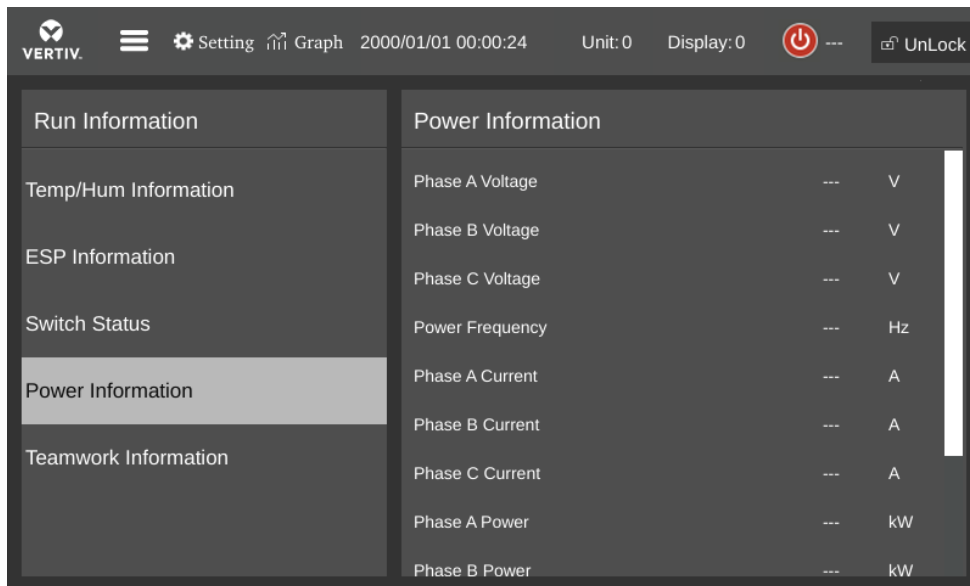 VERTIV.
Setting Graph 2000/01/01 00:00:24 Unit: 0 Display: 0 --- UnLock
Run Information
Temp/Hum Information
ESP Information
Switch Status
Power Information
Teamwork Information
Power Information
Phase A Voltage --- V
Phase B Voltage --- V
Phase C Voltage --- V
Power Frequency --- Hz
Phase A Current --- A
Phase B Current --- A
Phase C Current --- A
Phase A Power --- kW
Phase B Power --- kW